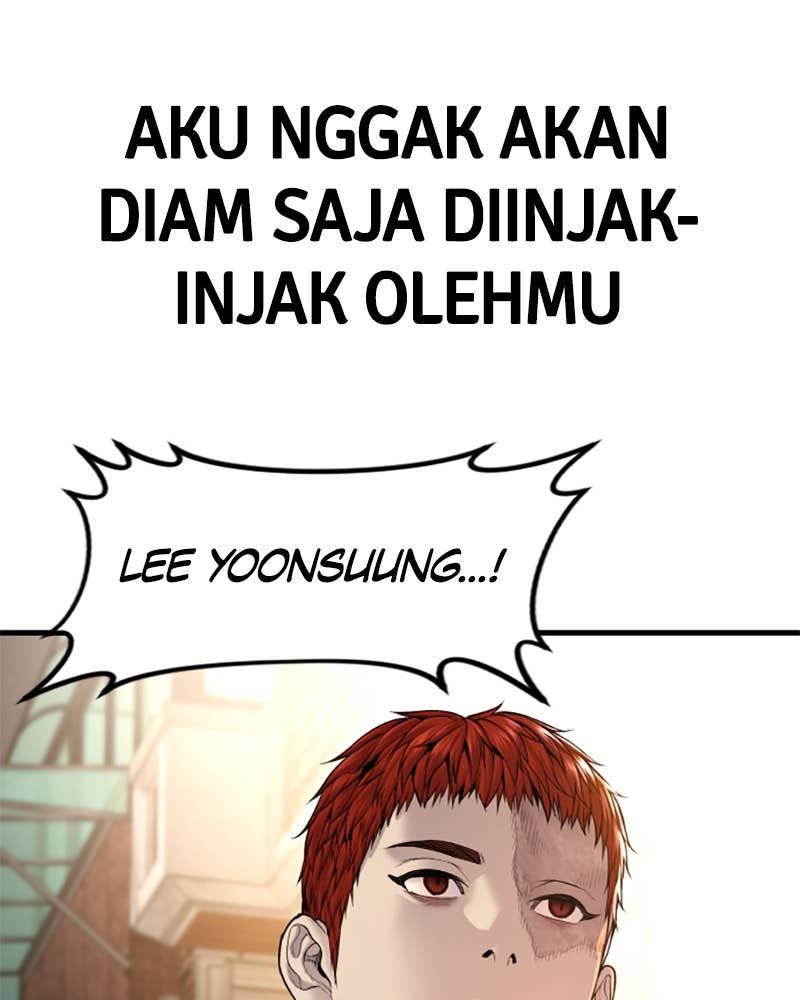 AKU NGGAK AKAN
DIAM SAJA DIINJAK-
INJAK OLEHMU
LEE YOONSUUNG...!